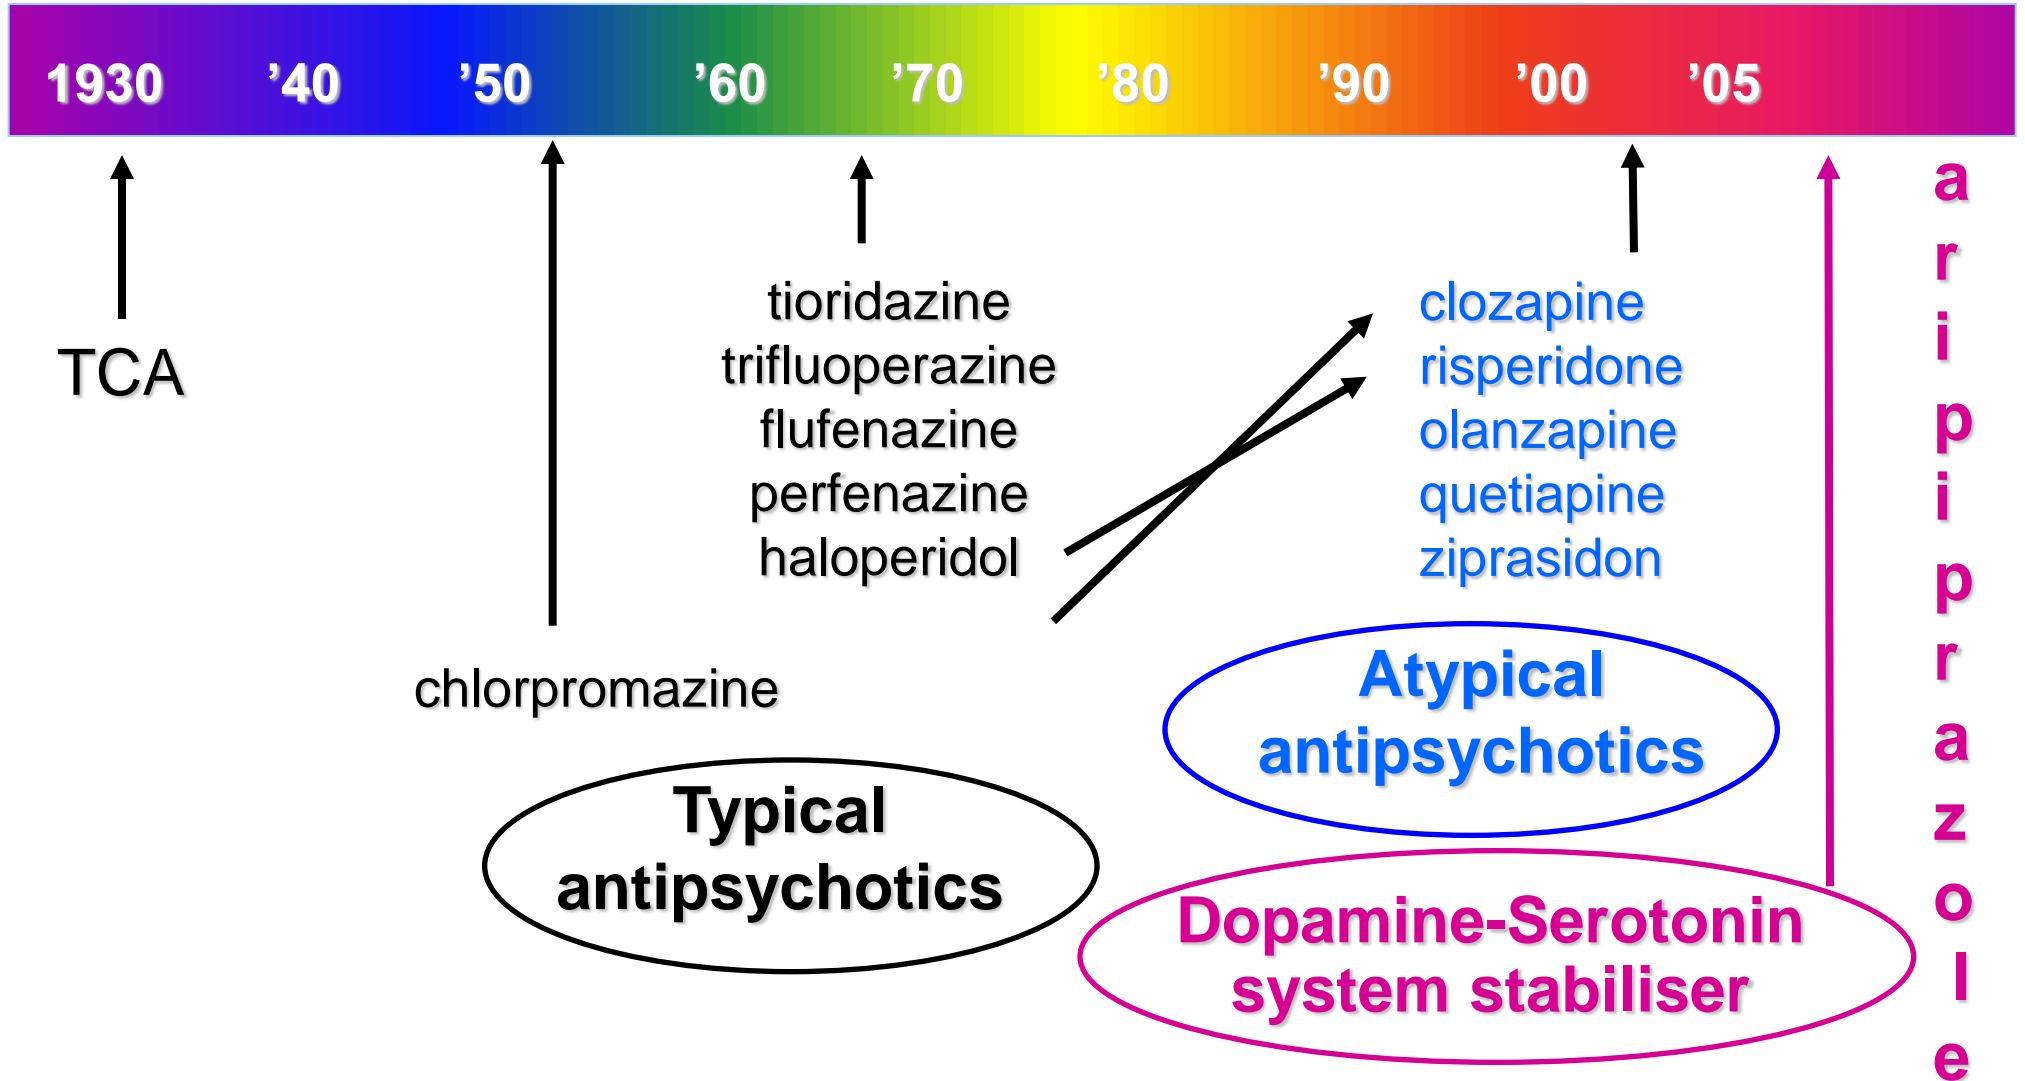 1930 ’40 ’50 ’60 ’70 ’80 ’90 ’00 ’05
TCA
chlorpromazine
tioridazine
trifluoperazine
flufenazine
perfenazine
haloperidol
Typical
antipsychotics
clozapine
risperidone
olanzapine
quetiapine
ziprasidon
Atypical
antipsychotics
Dopamine-Serotonin
system stabiliser
aripiprazole